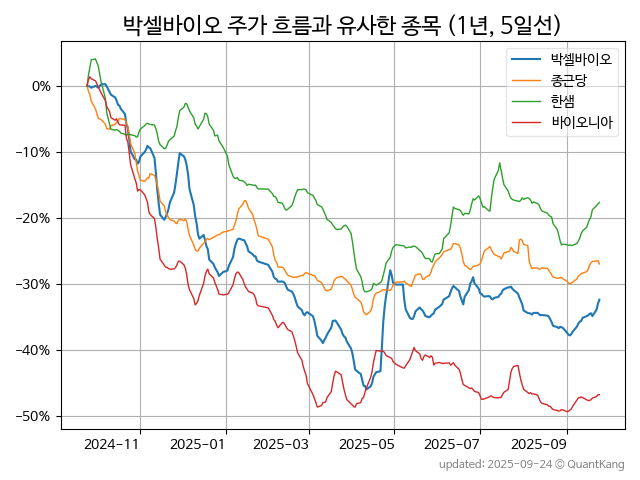 박셀바이오 주가 흐름과 유사한 종목 (1년, 5일선)
박셀바이오
종근당
한샘
바이오니아
0%
−10%
−20%
−30%
−40%
−50%
2024-11 2025-01 2025-03 2025-05 2025-07 2025-09
updated: 2025-09-24 © QuantKang